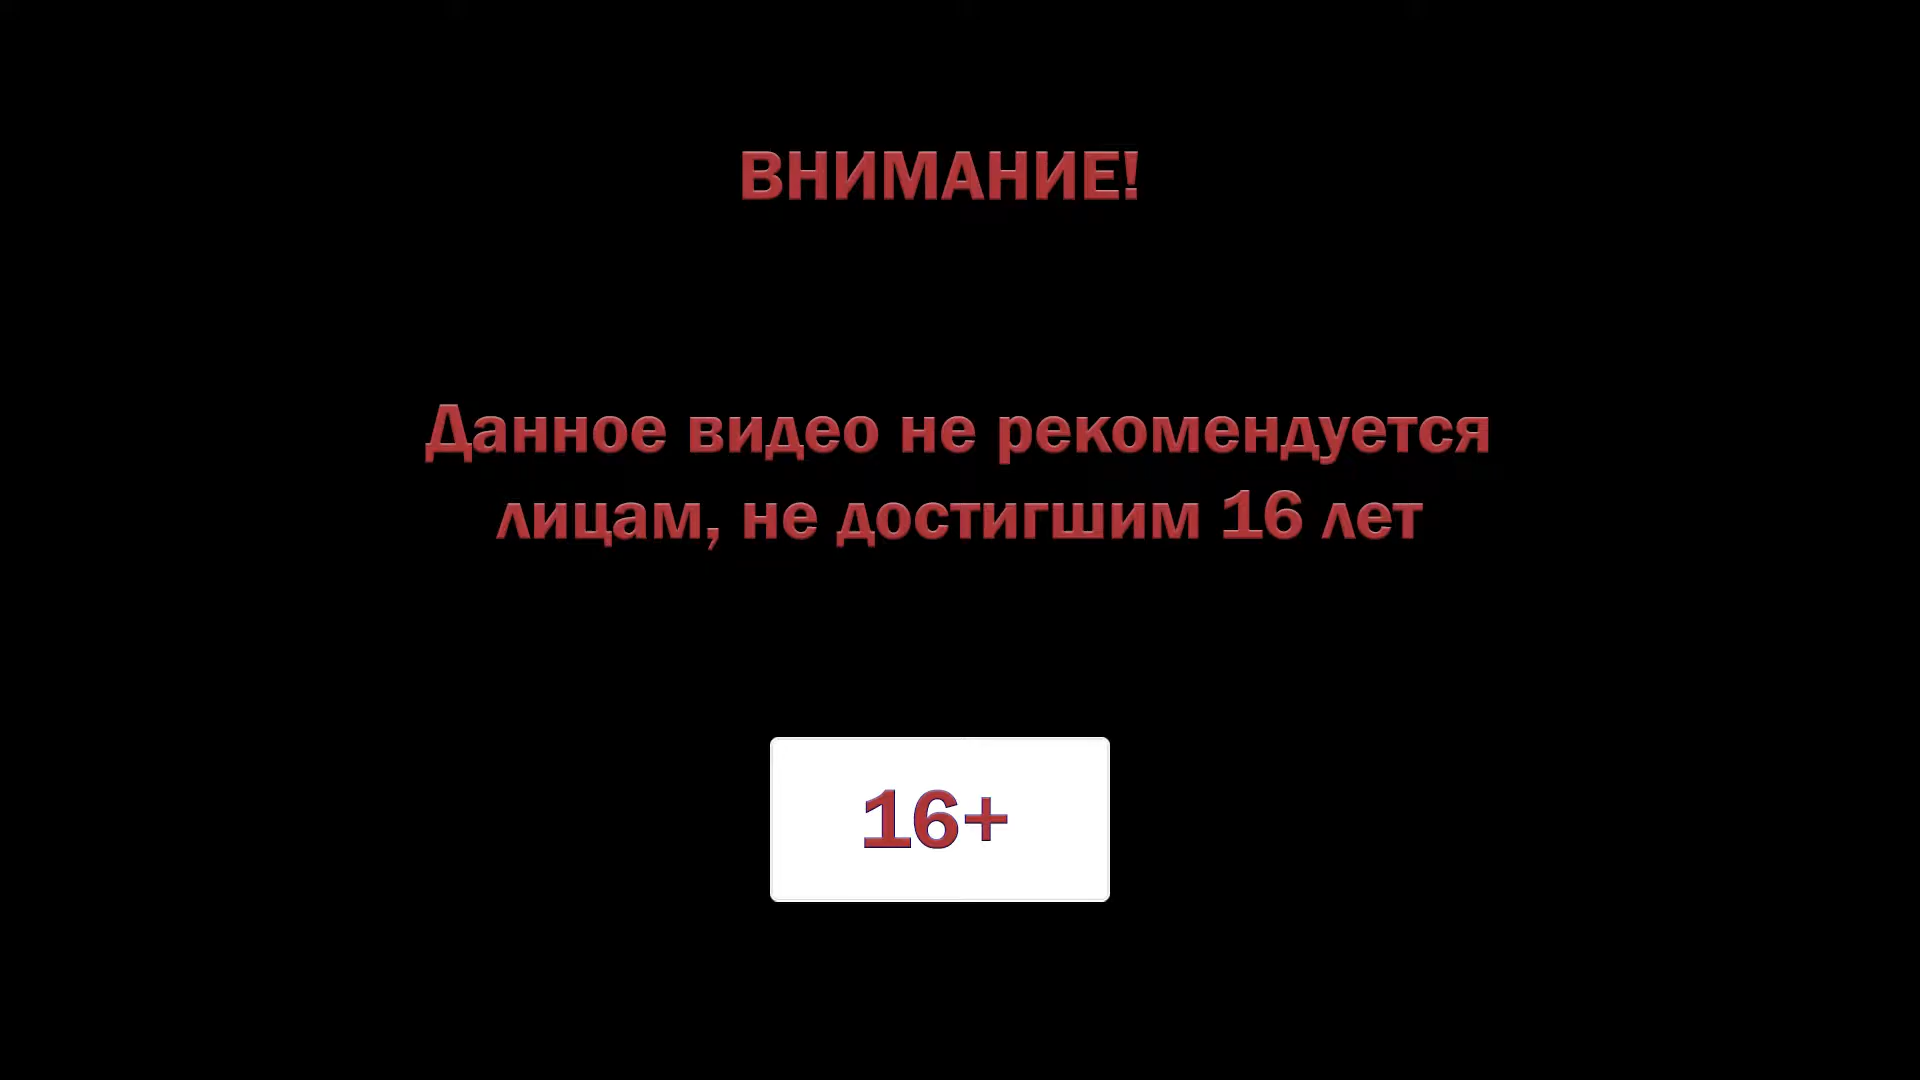 ВНИМАНИЕ!
Данное видео не рекомендуется
лицам, не достигшим 16 лет
16+